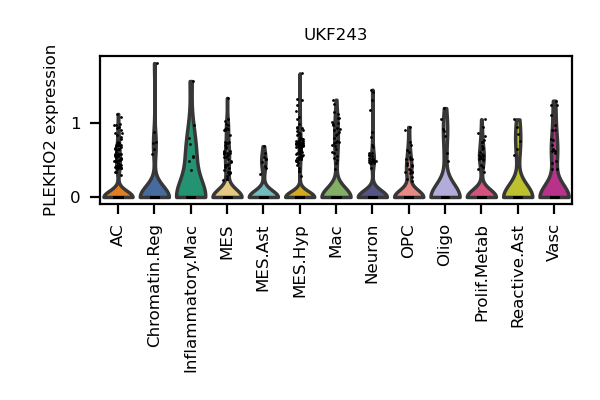 UKF243
PLEKHO2 expression
1
0
AC
Chromatin.Reg
Inflammatory.Mac
MES
MES.Ast
MES.Hyp
Mac
Neuron
OPC
Oligo
Prolif.Metab
Reactive.Ast
Vasc